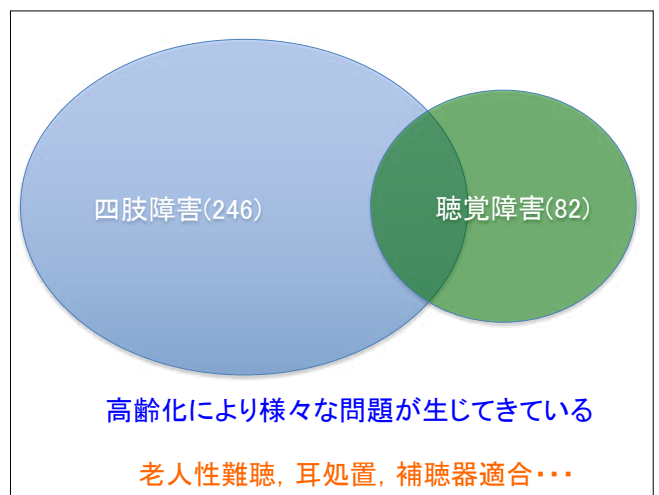 四肢障害(246)
聴覚障害(82)
高齢化により様々な問題が生じてきている
老人性難聴, 耳処置, 補聴器適合･･･